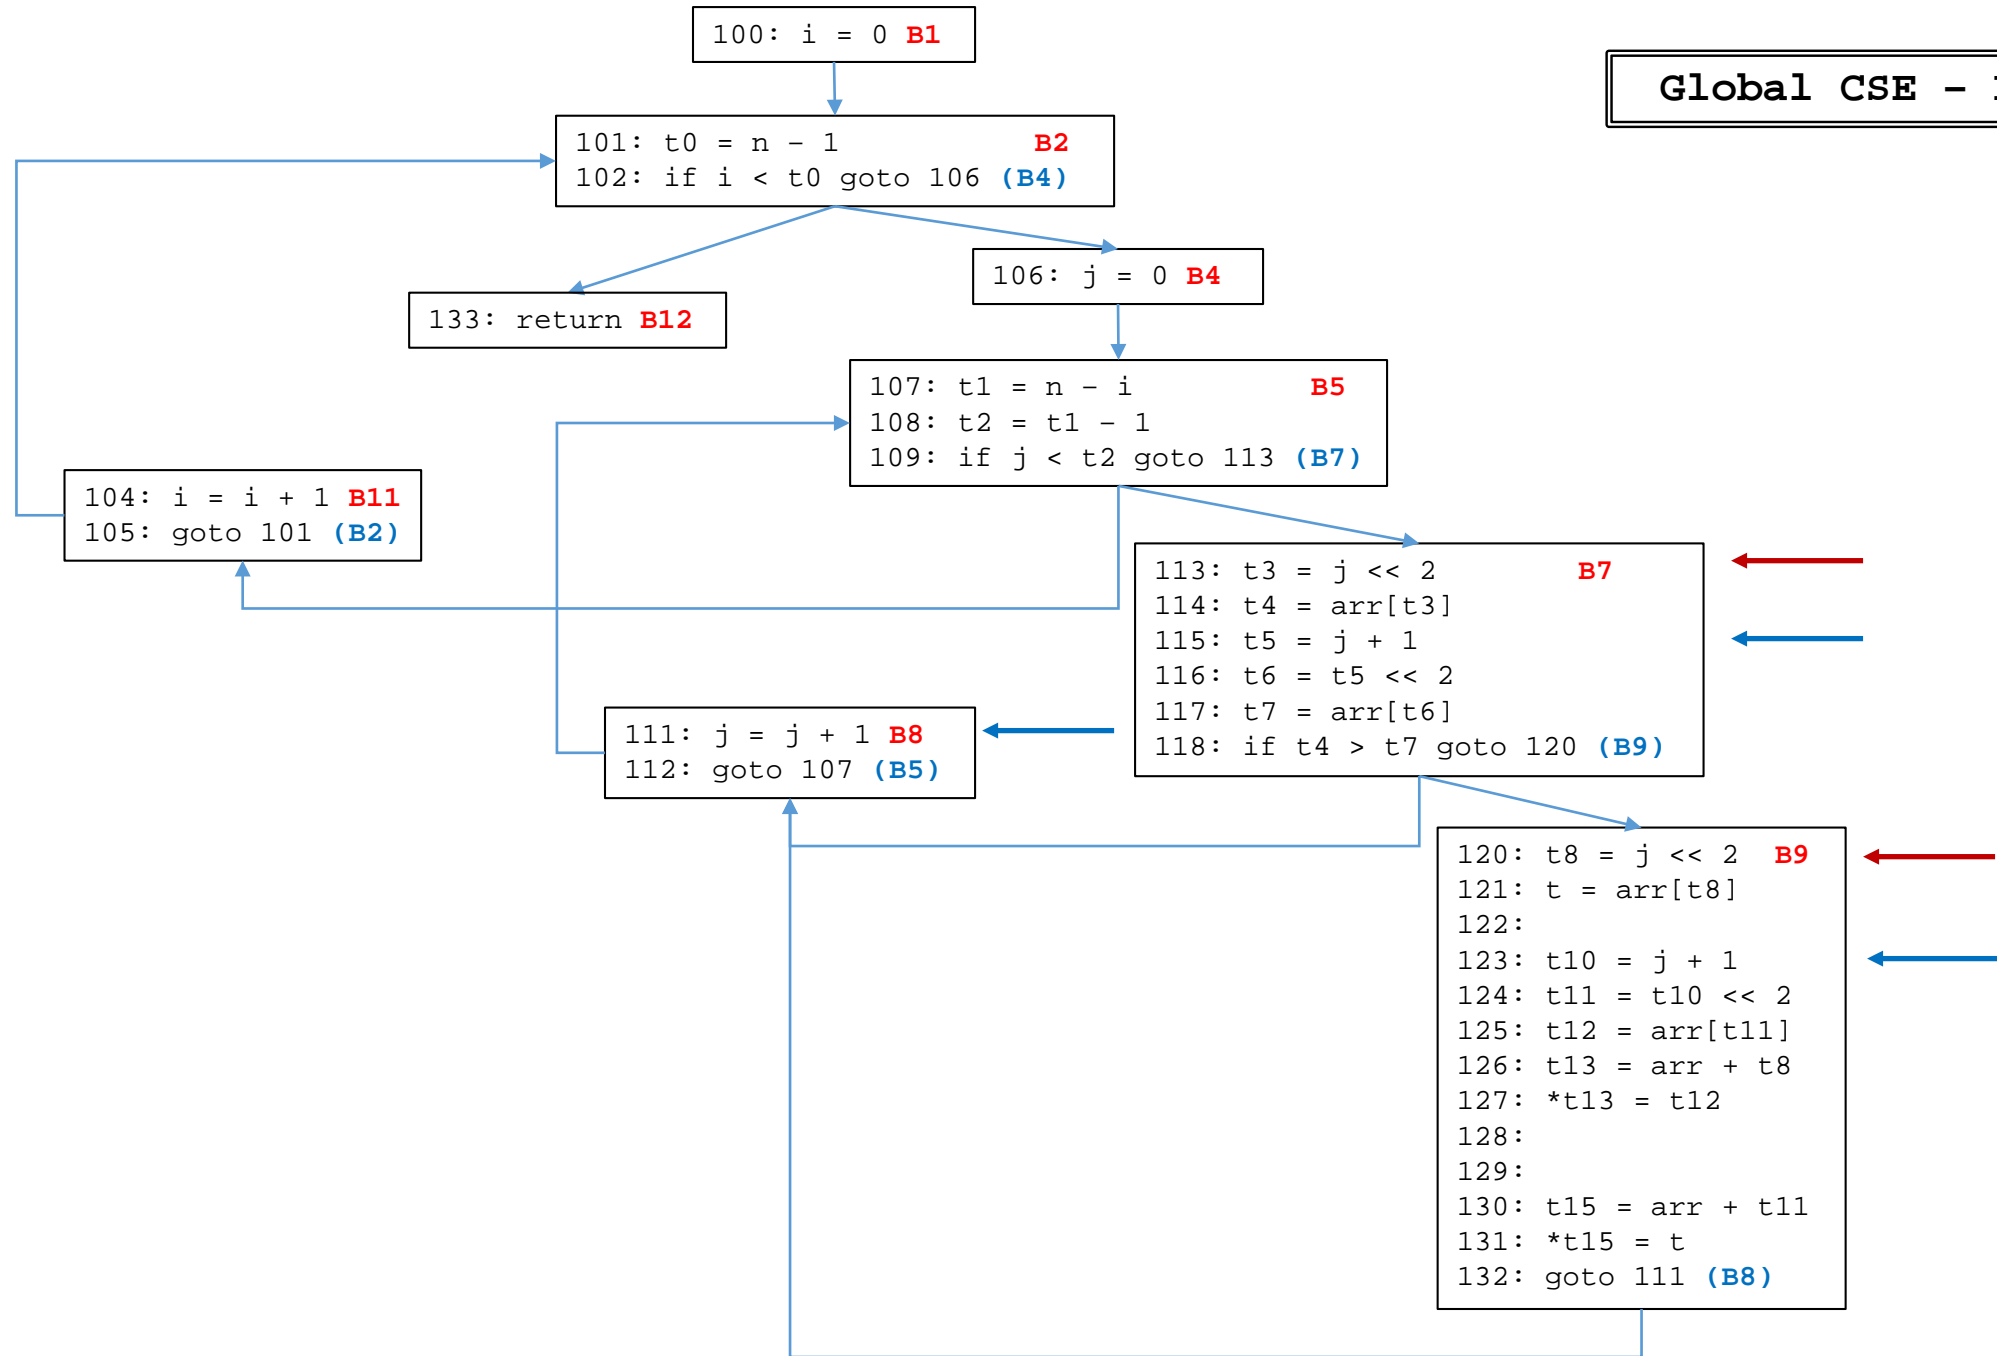 100: i = 0 B1
Global CSE –
101: t0 = n – 1 B2
102: if i < t0 goto 106 (B4)
106: j = 0 B4
133: return B12
107: t1 = n – i B5
108: t2 = t1 – 1
109: if j < t2 goto 113 (B7)
104: i = i + 1 B11
105: goto 101 (B2)
113: t3 = j << 2 B7
114: t4 = arr[t3]
115: t5 = j + 1
116: t6 = t5 << 2
117: t7 = arr[t6]
118: if t4 > t7 goto 120 (B9)
111: j = j + 1 B8
112: goto 107 (B5)
120: t8 = j << 2 B9
121: t = arr[t8]
122:
123: t10 = j + 1
124: t11 = t10 << 2
125: t12 = arr[t11]
126: t13 = arr + t8
127: *t13 = t12
128:
129:
130: t15 = arr + t11
131: *t15 = t
132: goto 111 (B8)